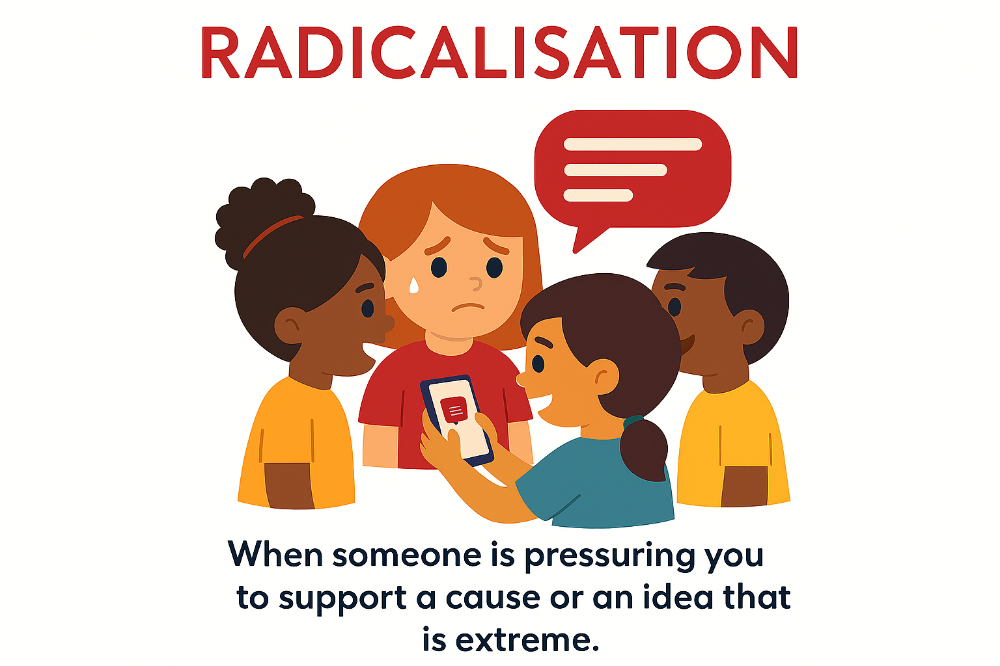 RADICALISATION
When someone is pressuring you
to support a cause or an idea that
is extreme.